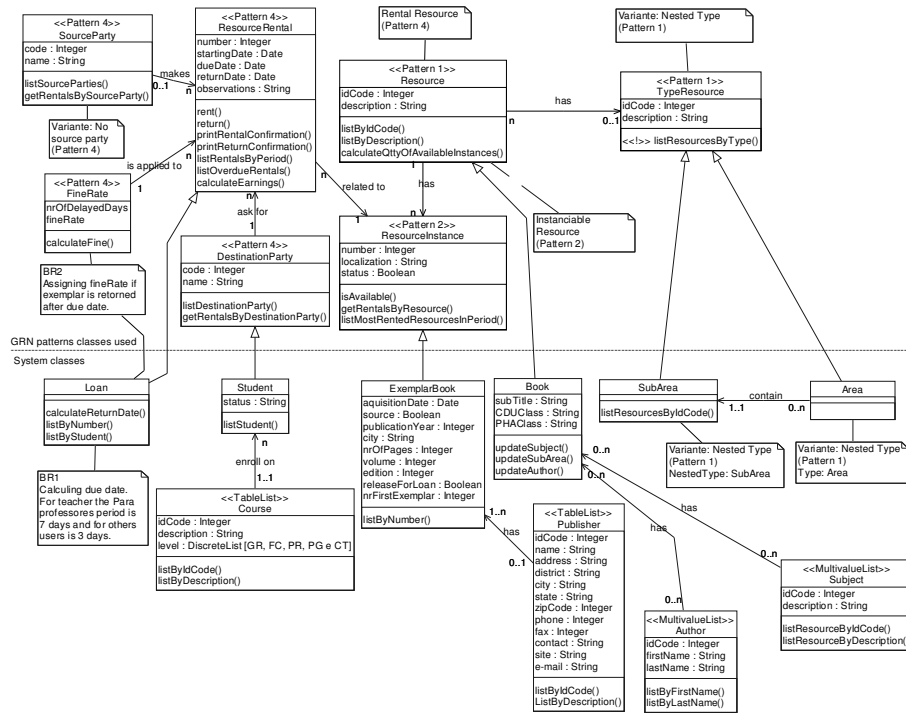 <<Pattern 4>>
SourceParty
code : Integer
name : String
listSourceParties()
getRentalsBySourceParty()
Variante: No
source party
(Pattern 4)
makes
0..1
n
<<Pattern 4>>
ResourceRental
number : Integer
startingDate : Date
dueDate : Date
returnDate : Date
observations : String
rent()
return()
printRentalConfirmation()
printReturnConfirmation()
listRentalsByPeriod()
listOverdueRentals()
calculateEarnings()
Rental Resource
(Pattern 4)
<<Pattern 1>>
Resource
idCode : Integer
description : String
listByIdCode()
listByDescription()
calculateQttyOfAvailableInstances()
has
n
0..1
Variante: Nested Type
(Pattern 1)
<<Pattern 1>>
TypeResource
idCode : Integer
description : String
<<!>> listResorcesByType()
is applied to
n
1
<<Pattern 4>>
FineRate
nrOfDelayedDays
fineRate
calculateFine()
n
ask for
1
n
related to
1
1
has
n
<<Pattern 4>>
DestinationParty
code : Integer
name : String
listDestinationParty()
getRentalsByDestinationParty()
<<Pattern 2>>
ResourceInstance
number : Integer
localization : String
status : Boolean
isAvailable()
getRentalsByResource()
listMostRentedResourcesInPeriod()
Instanciable
Resource
(Pattern 2)
BR2
Assigning fineRate if
exemplar is retorned
after due date.
GRN patterns classes used
System classes
Loan
calculateReturnDate()
listByNumber()
listByStudent()
BR1
Calculing due date.
For teacher the Para
professores period is
7 days and for others
users is 3 days.
Student
status : String
listStudent()
n
enroll on
1..1
<<TableList>>
Course
idCode : Integer
description : String
level : DiscreteList [GR, FC, PR, PG e CT]
listByIdCode()
listByDescription()
ExemplarBook
aquisitionDate : Date
source : Boolean
publicationYear : Integer
city : String
nrOfPages : Integer
volume : Integer
edition : Integer
releaseForLoan : Boolean
nrFirstExemplar : Integer
listByNumber()
1..n
has
0..1
Book
subTitle : String
CDUClass : String
PHAClass : String
updateSubject()
updateSubArea()
updateAuthor()
0..n
0..n
<<TableList>>
Publisher
idCode : Integer
name : String
address : String
district : String
city : String
state : String
zipCode : Integer
phone : Integer
fax : Integer
contact : String
site : String
e-mail : String
listByIdCode()
ListByDescription()
SubArea
listResourcesByIdCode()
contain
1..1
0..n
Area
Variante: Nested Type
(Pattern 1)
NestedType: SubArea
Variante: Nested Type
(Pattern 1)
Type: Area
has
has
0..n
0..n
<<MultivalueList>>
Author
idCode : Integer
firstName : String
lastName : String
listByFirstName()
listByLastName()
<<MultivalueList>>
Subject
idCode : Integer
description : String
listResourceByIdCode()
listResourceByDescription(